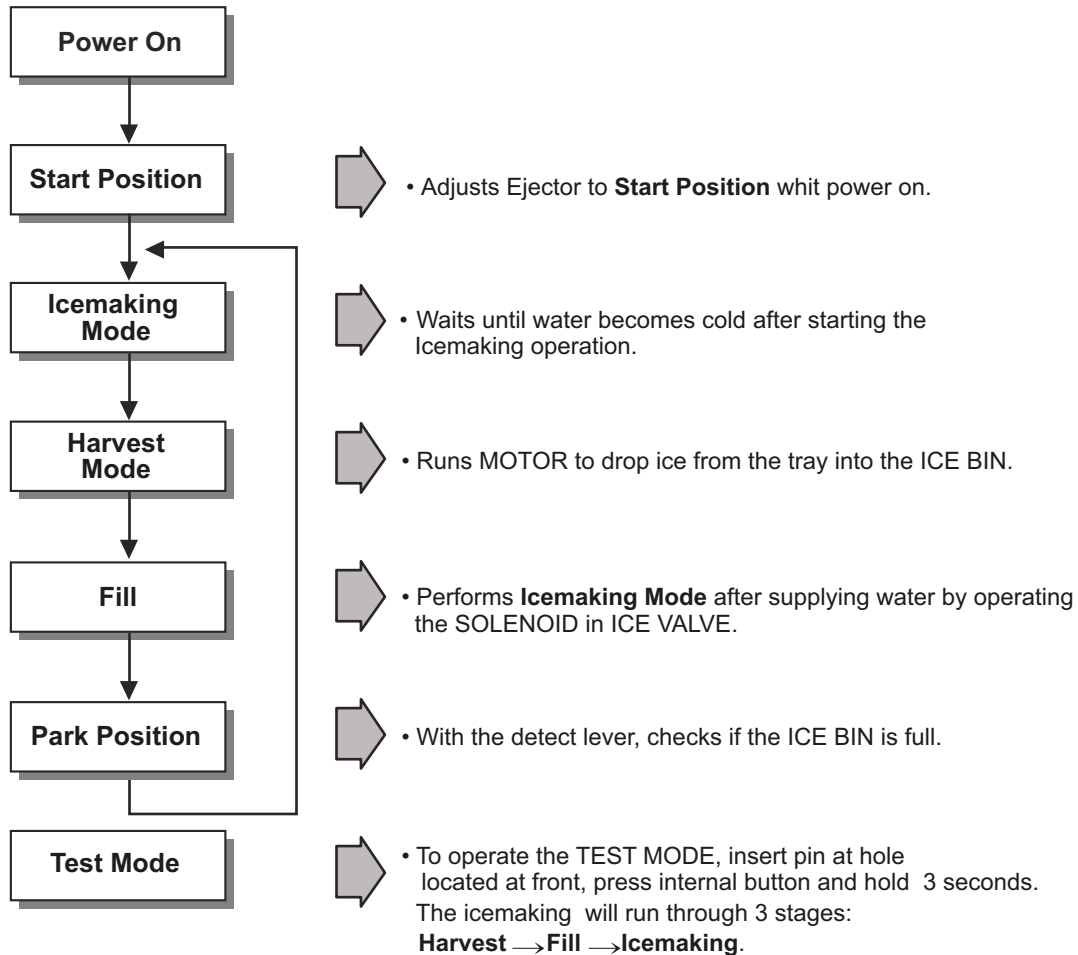 Power On
Start Position
• Adjusts Ejector to Start Position whit power on.
Icemaking
Mode
• Waits until water becomes cold after starting the
Icemaking operation.
Harvest
Mode
• Runs MOTOR to drop ice from the tray into the ICE BIN.
Fill
• Performs Icemaking Mode after supplying water by operating
the SOLENOID in ICE VALVE.
Park Position
• With the detect lever, checks if the ICE BIN is full.
Test Mode
• To operate the TEST MODE, insert pin at hole
located at front, press internal button and hold 3 seconds.
The icemaking will run through 3 stages:
Harvest → Fill → Icemaking.